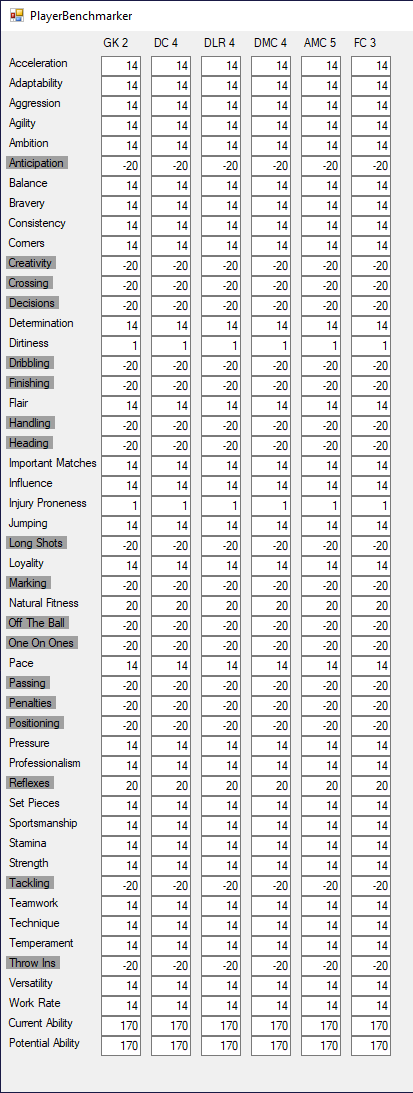 PlayerBenchmarker
GK 2 DC 4 DLR 4 DMC 4 AMC 5 FC 3
Acceleration 14 14 14 14 14 14
Adaptability 14 14 14 14 14 14
Aggression 14 14 14 14 14 14
Agility 14 14 14 14 14 14
Ambition 14 14 14 14 14 14
Anticipation -20 -20 -20 -20 -20 -20
Balance 14 14 14 14 14 14
Bravery 14 14 14 14 14 14
Consistency 14 14 14 14 14 14
Corners 14 14 14 14 14 14
Creativity -20 -20 -20 -20 -20 -20
Crossing -20 -20 -20 -20 -20 -20
Decisions -20 -20 -20 -20 -20 -20
Determination 14 14 14 14 14 14
Dirtiness 1 1 1 1 1 1
Dribbling -20 -20 -20 -20 -20 -20
Finishing -20 -20 -20 -20 -20 -20
Flair 14 14 14 14 14 14
Handling -20 -20 -20 -20 -20 -20
Heading -20 -20 -20 -20 -20 -20
Important Matches 14 14 14 14 14 14
Influence 14 14 14 14 14 14
Injury Proneness 1 1 1 1 1 1
Jumping 14 14 14 14 14 14
Long Shots -20 -20 -20 -20 -20 -20
Loyality 14 14 14 14 14 14
Marking -20 -20 -20 -20 -20 -20
Natural Fitness 20 20 20 20 20 20
Off The Ball -20 -20 -20 -20 -20 -20
One On Ones -20 -20 -20 -20 -20 -20
Pace 14 14 14 14 14 14
Passing -20 -20 -20 -20 -20 -20
Penalties -20 -20 -20 -20 -20 -20
Positioning -20 -20 -20 -20 -20 -20
Pressure 14 14 14 14 14 14
Professionalism 14 14 14 14 14 14
Reflexes 20 20 20 20 20 20
Set Pieces 14 14 14 14 14 14
Sportsmanship 14 14 14 14 14 14
Stamina 14 14 14 14 14 14
Strength 14 14 14 14 14 14
Tackling -20 -20 -20 -20 -20 -20
Teamwork 14 14 14 14 14 14
Technique 14 14 14 14 14 14
Temperament 14 14 14 14 14 14
Throw Ins -20 -20 -20 -20 -20 -20
Versatility 14 14 14 14 14 14
Work Rate 14 14 14 14 14 14
Current Ability 170 170 170 170 170 170
Potential Ability 170 170 170 170 170 170